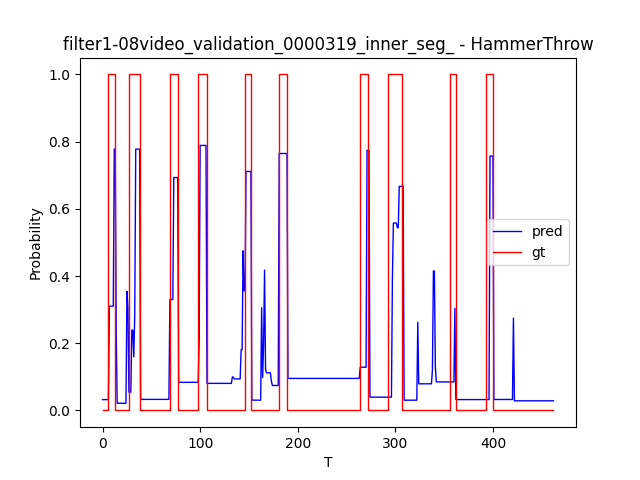 filter1-08video_validation_0000319_inner_seg_ - HammerThrow
1.0
0.8
0.6
0.4
0.2
0.0
Probability
pred
gt
0
100
200
300
400
T